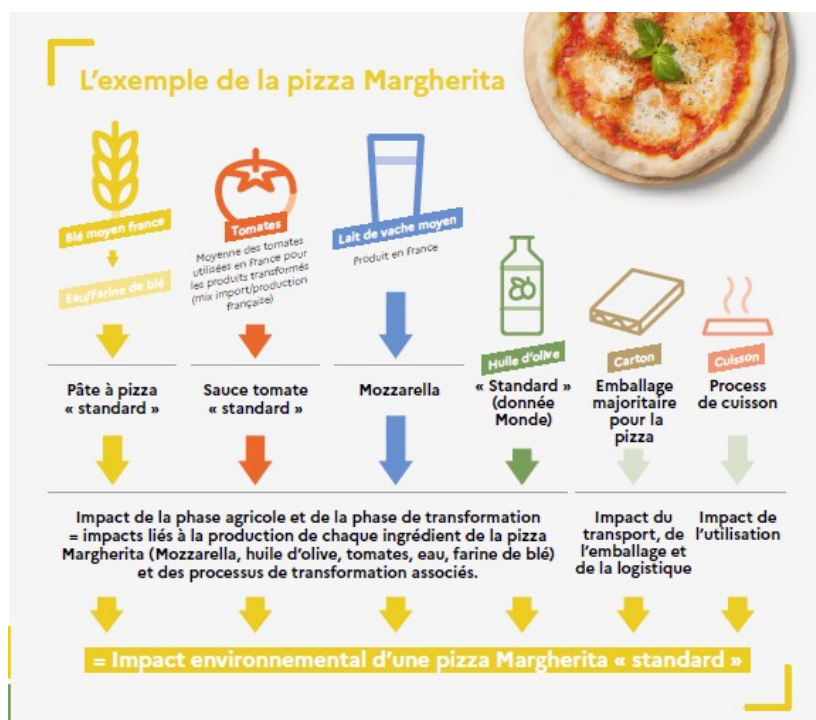 L'exemple de la pizza Margherita
Blé moyen france
Eau/Farine de blé
Tomates
Moyenne des tomates
utilisées en France pour
les produits transformés
(mix import/production
française)
Lait de vache moyen
Produit en France
Huile d'olive
Carton
Cuisson
Pâte à pizza
« standard »
Sauce tomate
« standard »
Mozzarella
« Standard »
(donnée
Monde)
Emballage
majoritaire
pour la
pizza
Process
de cuisson
Impact de la phase agricole et de la phase de transformation
= impacts liés à la production de chaque ingrédient de la pizza
Margherita (Mozzarella, huile d'olive, tomates, eau, farine de blé)
et des processus de transformation associés.
Impact du
transport, de
l'emballage et
de la logistique
Impact de
l'utilisation
= Impact environnemental d'une pizza Margherita « standard »